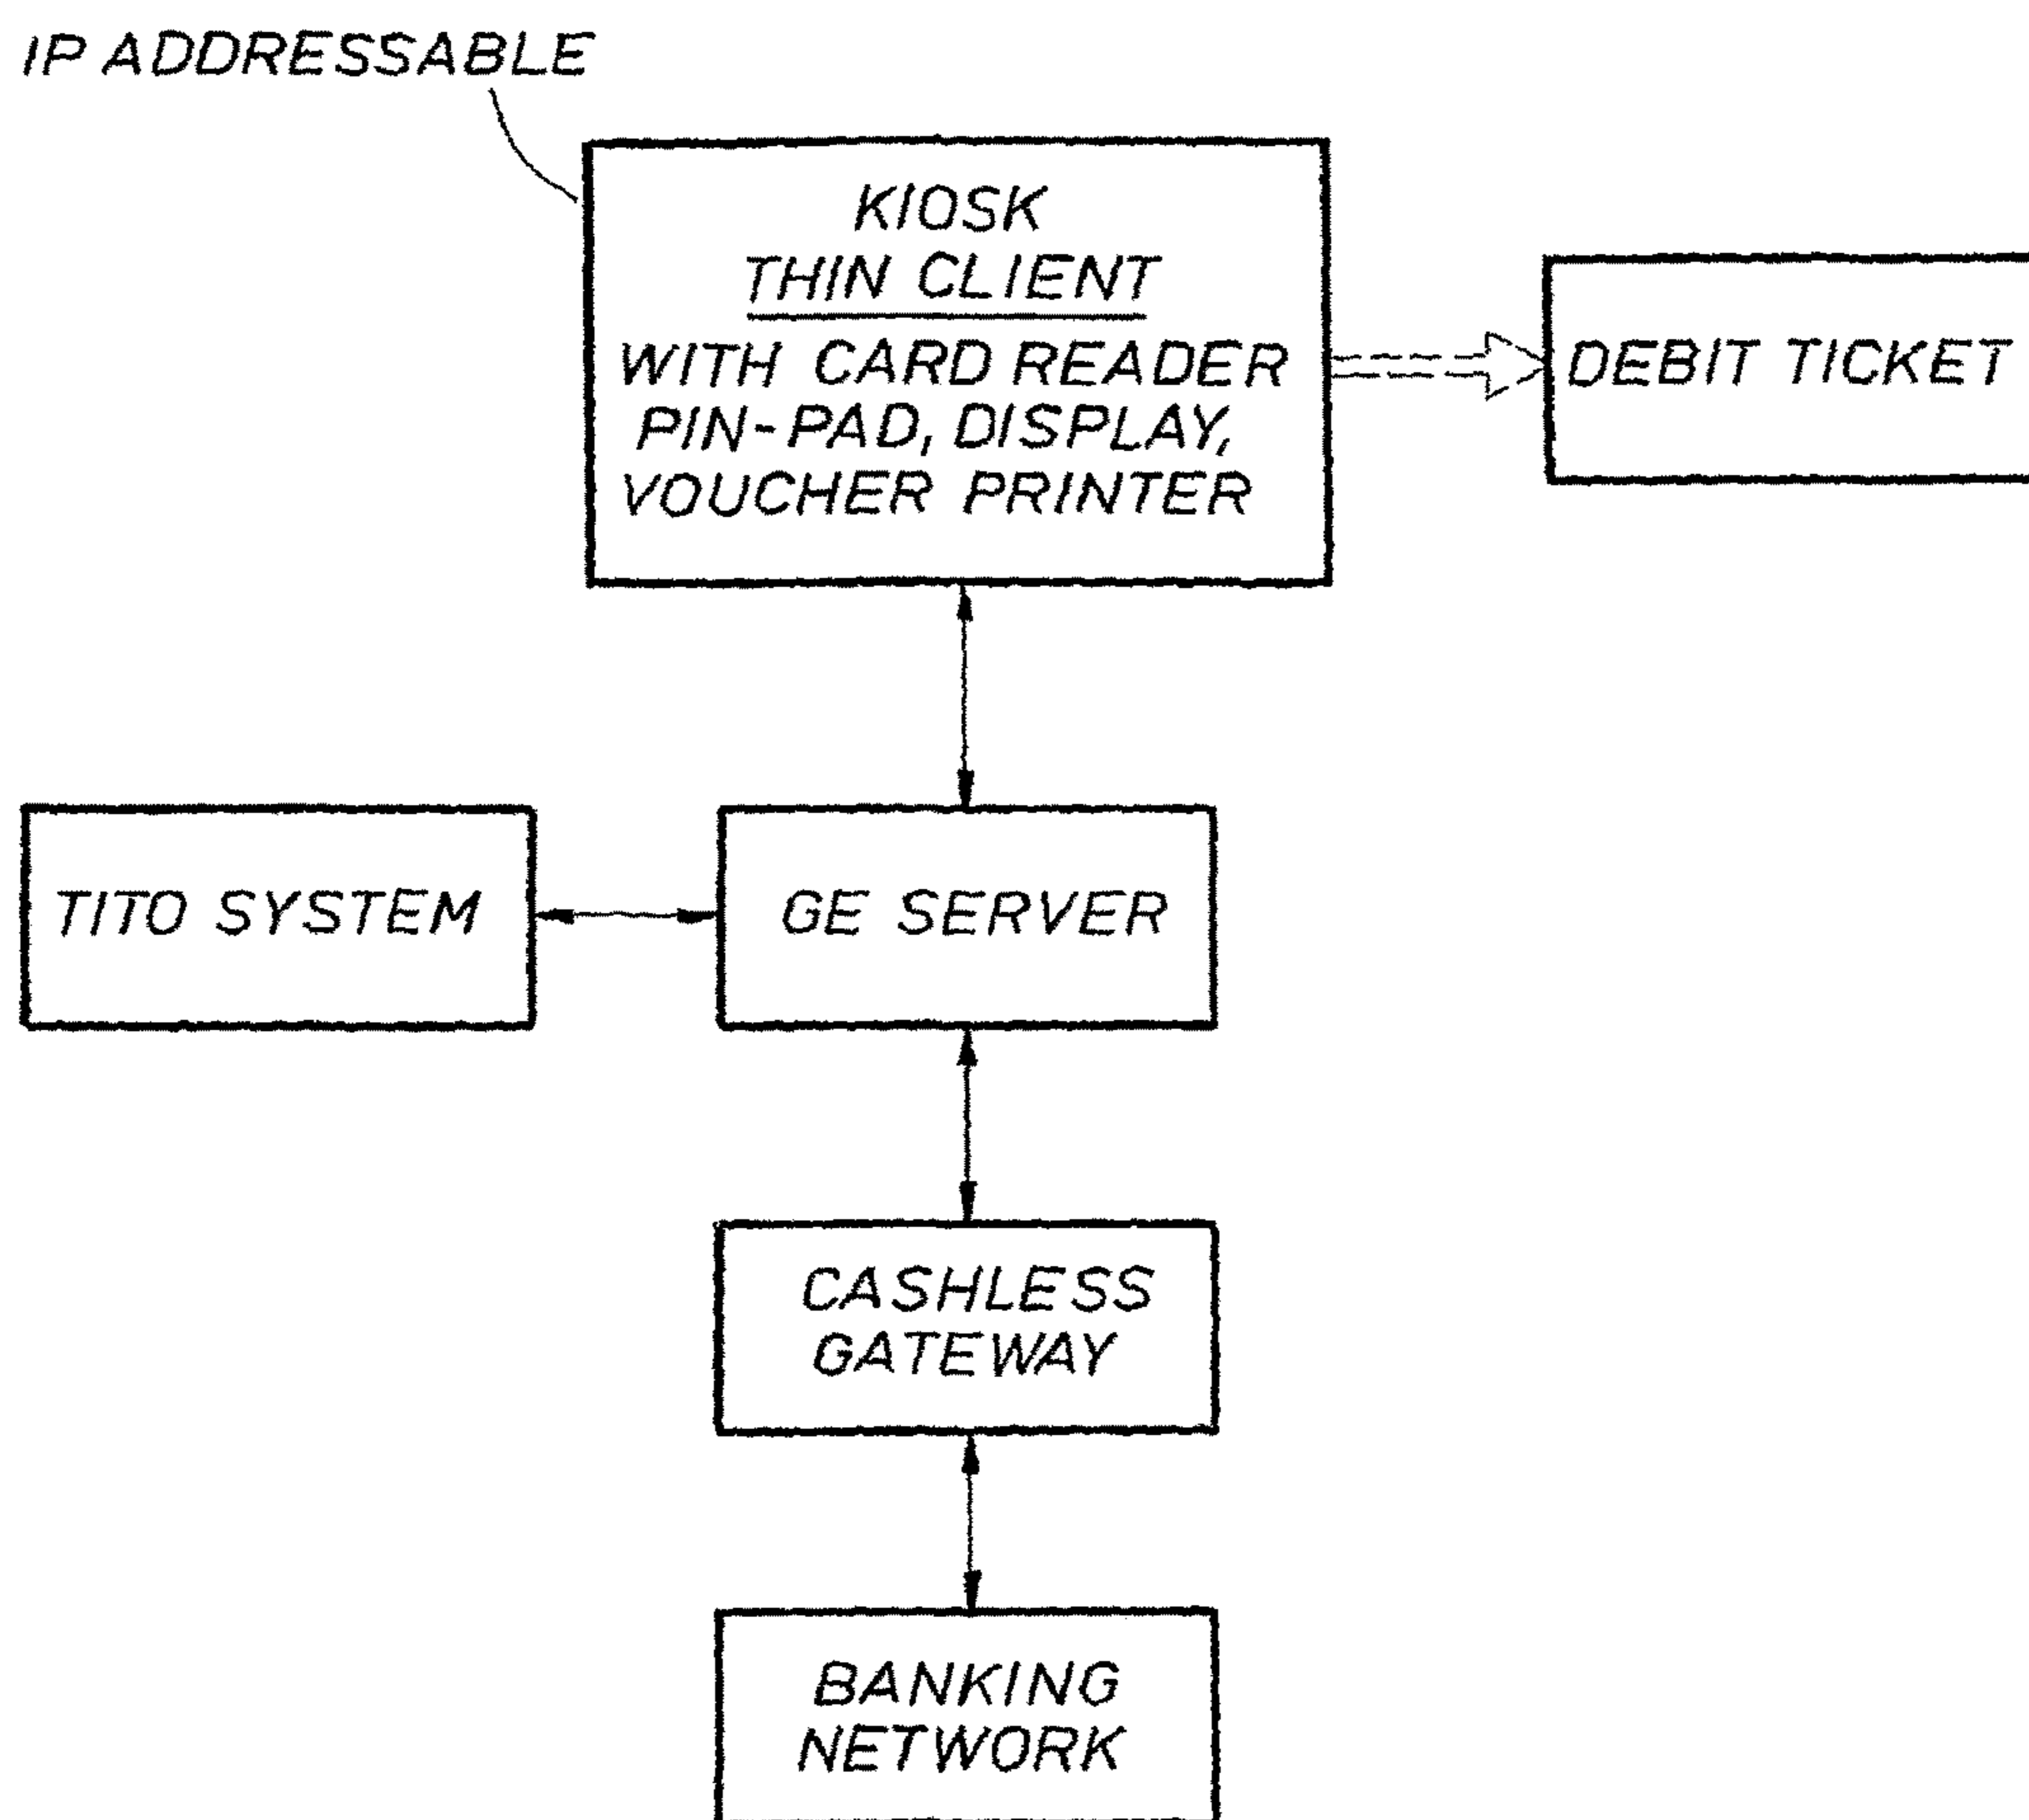 IP ADDRESSABLE
KIOSK
THIN CLIENT
WITH CARD READER
PIN-PAD, DISPLAY,
VOUCHER PRINTER
DEBIT TICKET
TITO SYSTEM
GE SERVER
CASHLESS
GATEWAY
BANKING
NETWORK